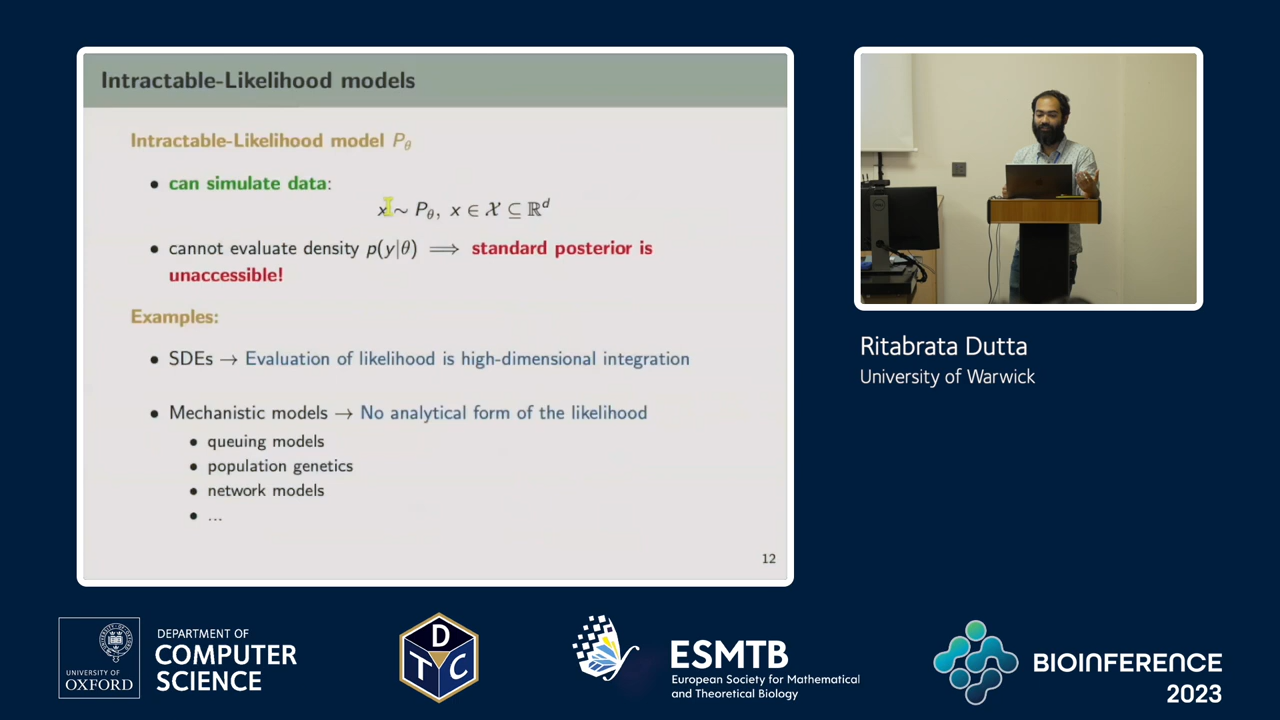 Intractable-Likelihood models
Intractable-Likelihood model Pθ
• can simulate data:
x ∼ Pθ, x ∈ 𝒳 ⊆ ℝᵈ
• cannot evaluate density p(y|θ) ⟹ standard posterior is
unaccessible!
Examples:
• SDEs → Evaluation of likelihood is high-dimensional integration
• Mechanistic models → No analytical form of the likelihood
• queuing models
• population genetics
• network models
• ...
12
Ritabrata Dutta
University of Warwick
UNIVERSITY OF
OXFORD
DEPARTMENT OF
COMPUTER
SCIENCE
D
T C
ESMTB
European Society for Mathematical
and Theoretical Biology
BIOINFERENCE
2023